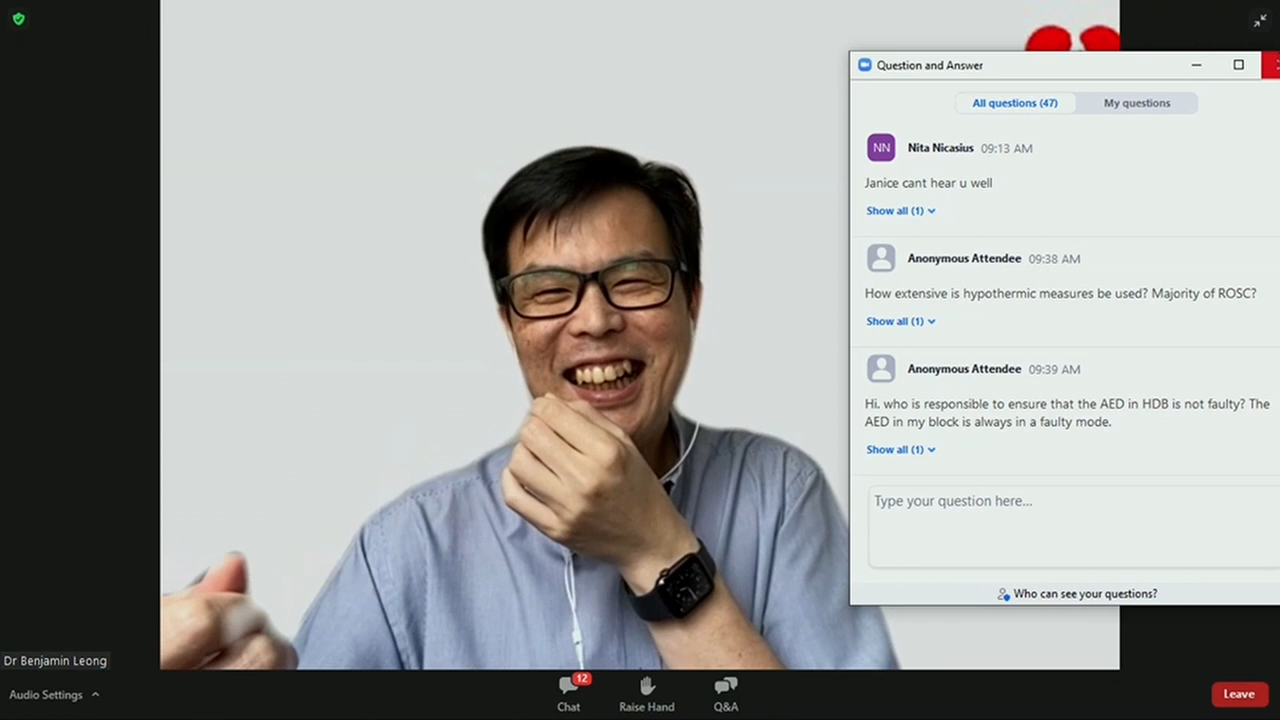 Question and Answer
All questions (47)
My questions
NN
Nita Nicasius 09:13 AM
Janice cant hear u well
Show all (1)
Anonymous Attendee 09:38 AM
How extensive is hypothermic measures be used? Majority of ROSC?
Show all (1)
Anonymous Attendee 09:39 AM
Hi. who is responsible to ensure that the AED in HDB is not faulty? The
AED in my block is always in a faulty mode.
Show all (1)
Type your question here...
Who can see your questions?
Dr Benjamin Leong
Audio Settings
12
Chat
Raise Hand
Q&A
Leave